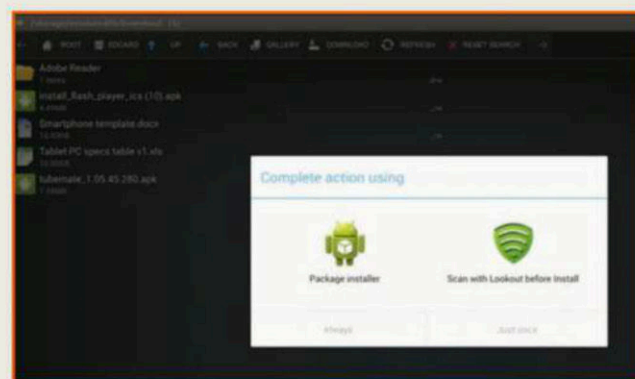 ROOT SDCARD UP BACK GALLERY DOWNLOAD REFRESH RESET SEARCH
Adobe Reader
install_flash_player_ics (10).apk
Smartphone template.docx
Tablet PC specs table v1.xls
tubemate_1.05.45.280.apk
Complete action using
Package installer
Scan with Lookout before Install
Always
Just once